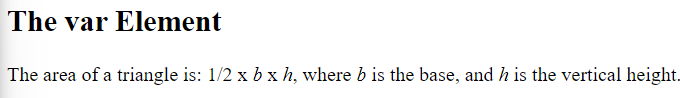 The var Element
The area of a triangle is: 1/2 x b x h, where b is the base, and h is the vertical height.